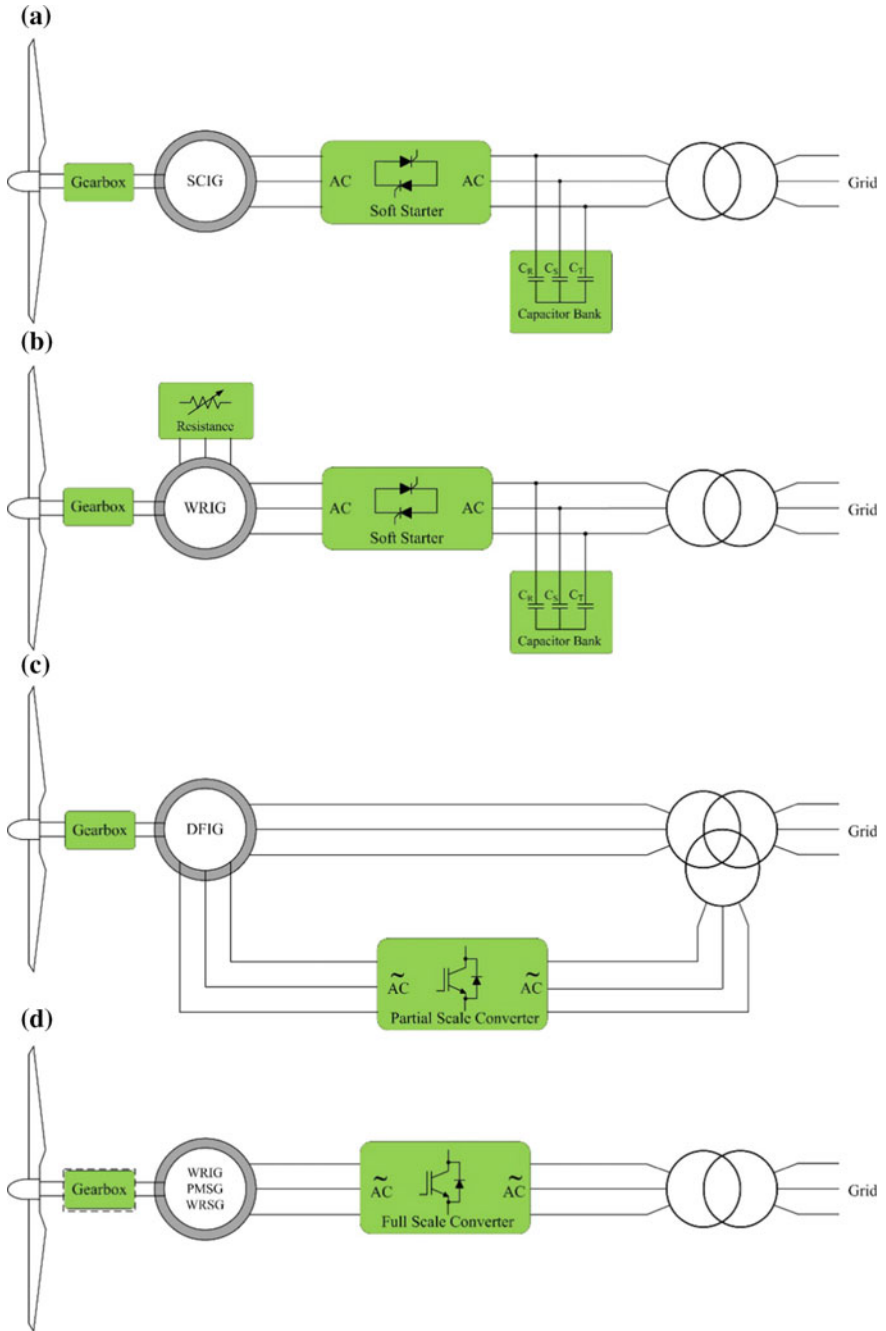 (a)
Gearbox
SCIG
AC
AC
Soft Starter
Grid
CR CS CT
Capacitor Bank
(b)
Resistance
Gearbox
WRIG
AC
AC
Soft Starter
Grid
CR CS CT
Capacitor Bank
(c)
Gearbox
DFIG
Grid
AC
AC
Partial Scale Converter
(d)
Gearbox
WRIG
PMSG
WRSG
AC
AC
Full Scale Converter
Grid